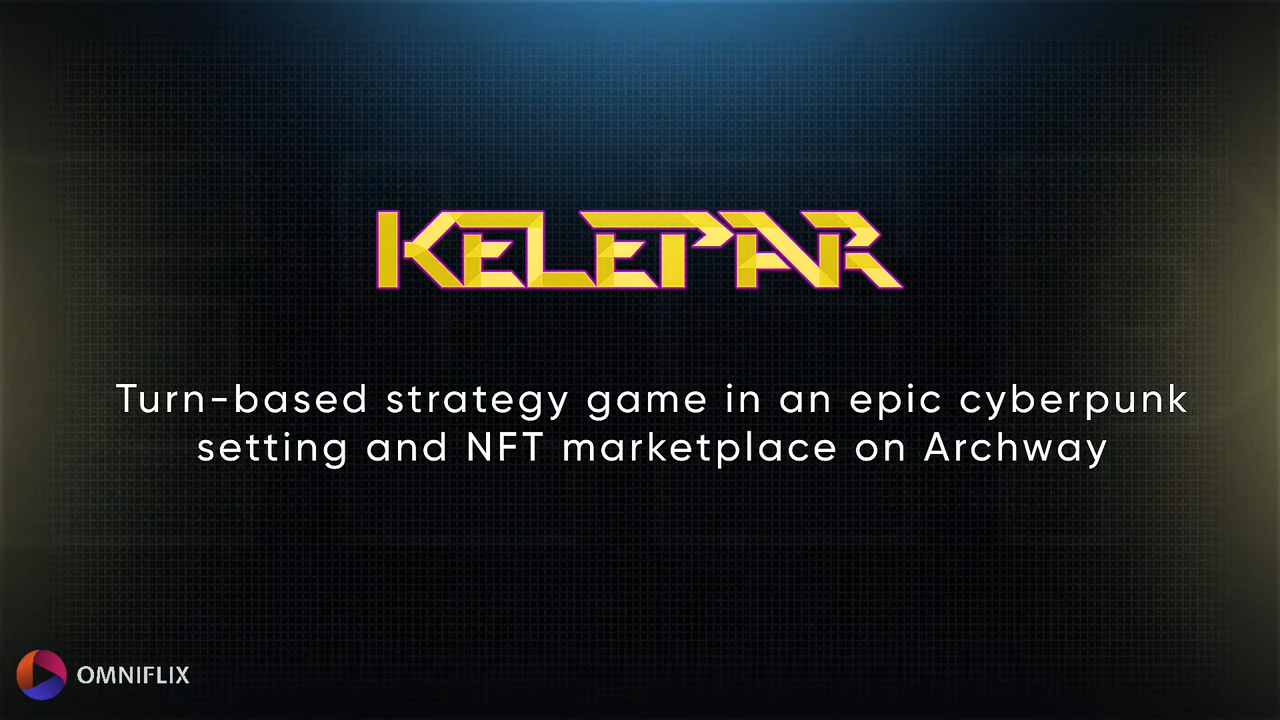 KELEPAR
Turn-based strategy game in an epic cyberpunk
setting and NFT marketplace on Archway
OMNIFLIX